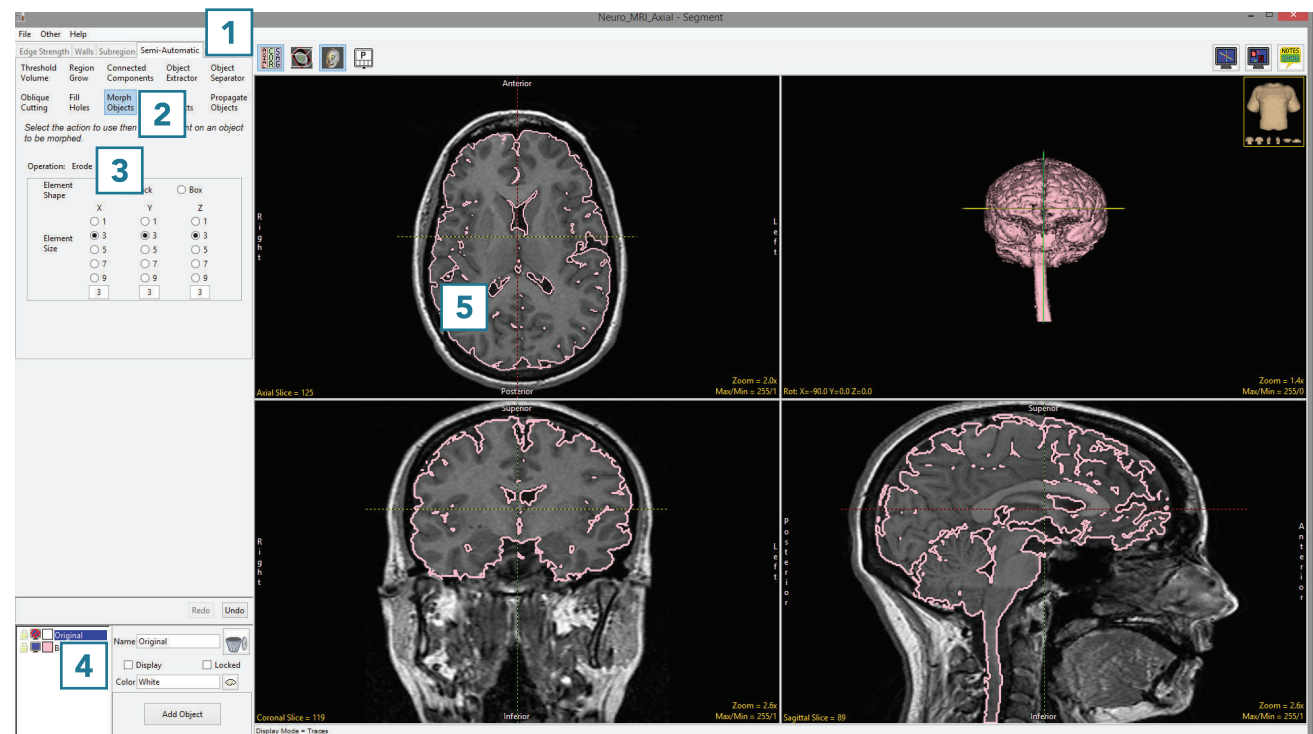 Neuro_MRI_Axial - Segment
File Other Help
1
Edge Strength Walls Subregion Semi-Automatic
Threshold Volume
Region Grow
Connected Components
Object Extractor
Object Separator
Oblique Cutting
Fill Holes
Morph Objects
2
Propagate Objects
Select the action to use then
nt on an object
to be morphed.
3
Operation: Erode
Element Shape
Box
X Y Z
1 1 1
Element Size
3 3 3
5 5 5
7 7 7
9 9 9
3 3 3
Redo Undo
Original
4
Name Original
Display Locked
Color White
Add Object
P
NOTES
Anterior
Right
Left
5
Axial Slice = 125
Posterior
Zoom = 2.0x
Max/Min = 255/1
Rot: X=-90.0 Y=0.0 Z=0.0
Zoom = 1.4x
Max/Min = 255/0
Superior
Right
Left
Coronal Slice = 119
Inferior
Zoom = 2.6x
Max/Min = 255/1
Superior
Posterior
Anterior
Sagittal Slice = 89
Inferior
Zoom = 2.6x
Max/Min = 255/1
Display Mode = Traces